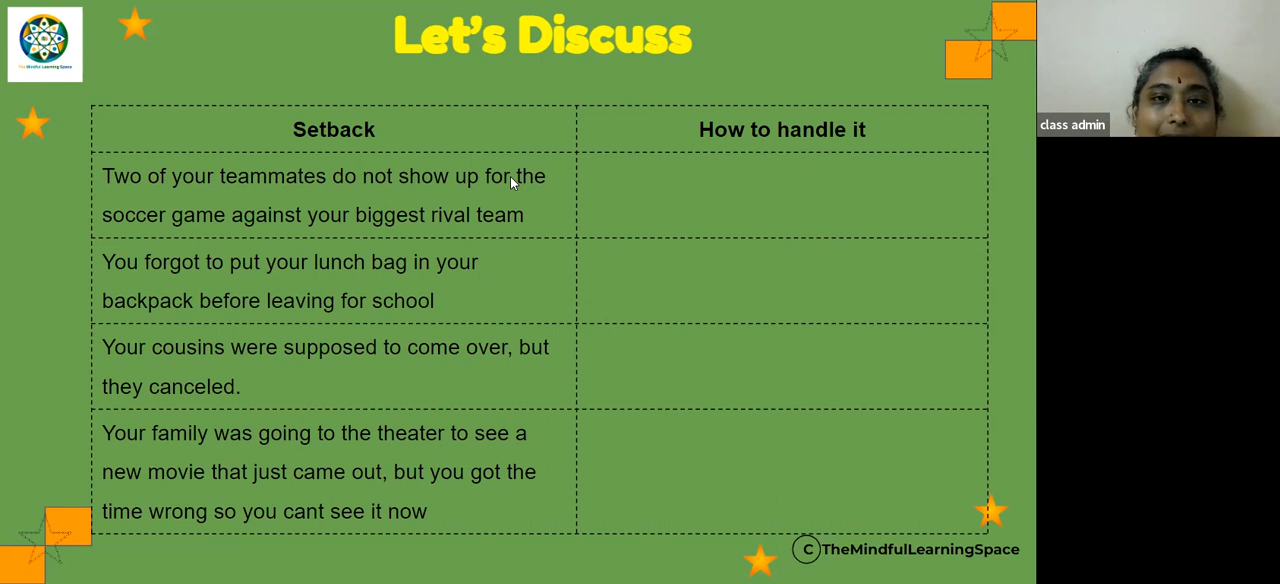 The Mindful Learning Space
Let's Discuss
Setback
How to handle it
Two of your teammates do not show up for the
soccer game against your biggest rival team
You forgot to put your lunch bag in your
backpack before leaving for school
Your cousins were supposed to come over, but
they canceled.
Your family was going to the theater to see a
new movie that just came out, but you got the
time wrong so you cant see it now
C TheMindfulLearningSpace
class admin